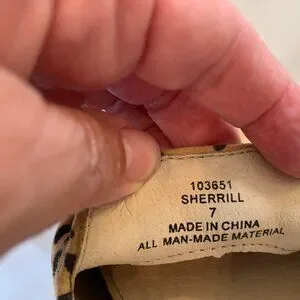 103651
SHERRILL
7
MADE IN CHINA
ALL MAN-MADE MATERIAL